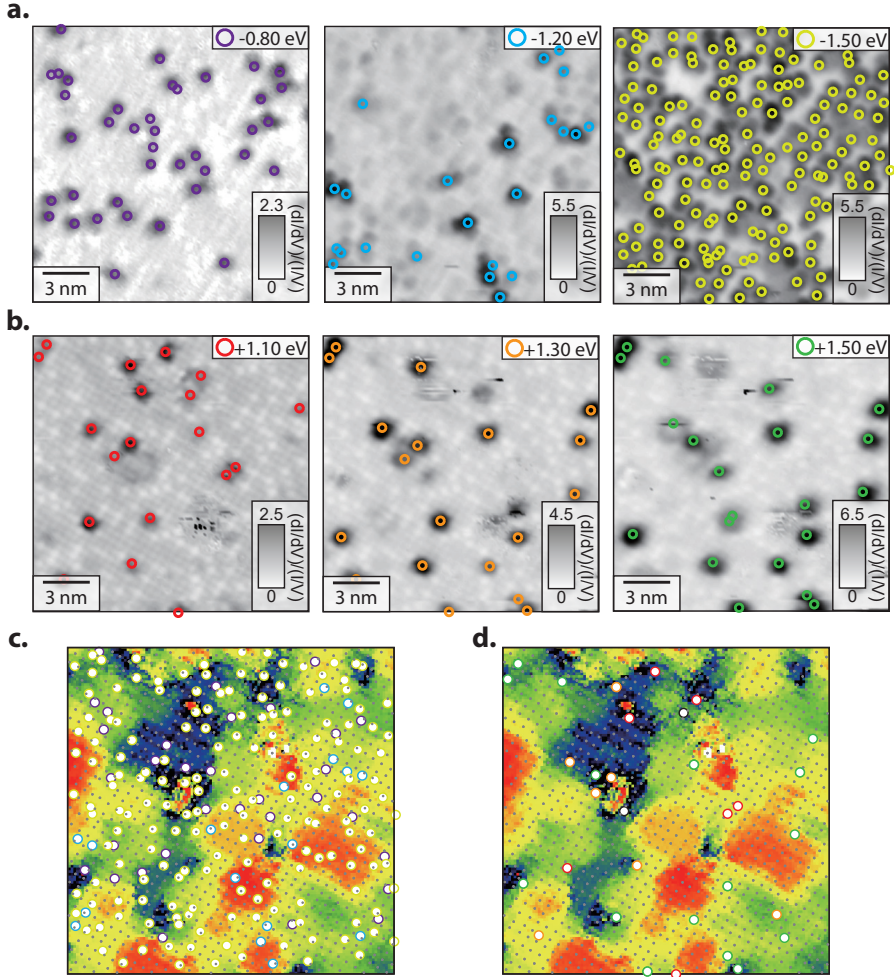 a.
-0.80 eV
-1.20 eV
-1.50 eV
2.3
0
(dI/dV)(I/V)
3 nm
5.5
0
(dI/dV)(I/V)
3 nm
5.5
0
(dI/dV)(I/V)
3 nm
b.
+1.10 eV
+1.30 eV
+1.50 eV
2.5
0
(dI/dV)(I/V)
3 nm
4.5
0
(dI/dV)(I/V)
3 nm
6.5
0
(dI/dV)(I/V)
3 nm
c.
d.